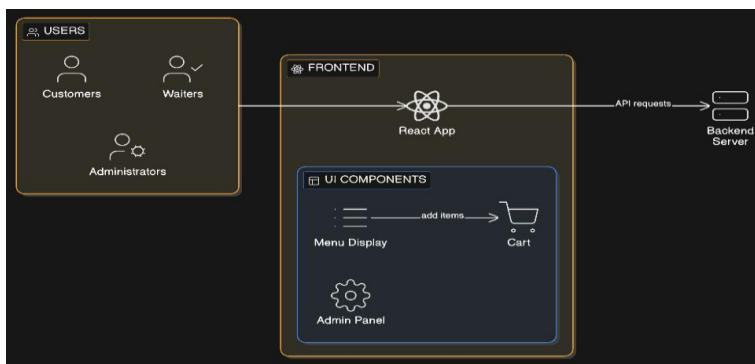 USERS
Customers
Waiters
Administrators
FRONTEND
React App
API requests
Backend
Server
UI COMPONENTS
Menu Display
add items
Cart
Admin Panel